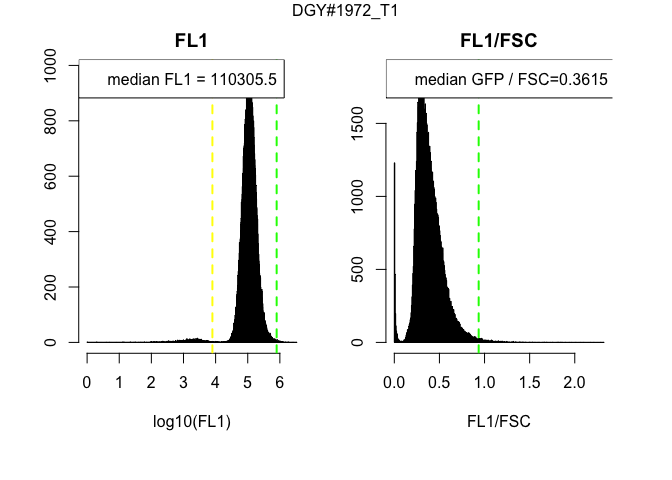 DGY#1972_T1
FL1
FL1/FSC
median FL1 = 110305.5
median GFP / FSC=0.3615
1000
800
600
400
200
0
1500
1000
500
0
0 1 2 3 4 5 6
0.0 0.5 1.0 1.5 2.0
log10(FL1)
FL1/FSC